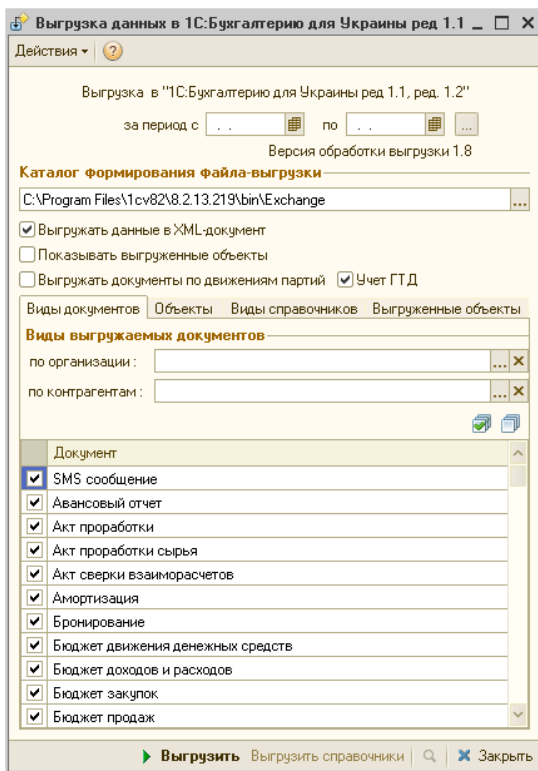 Выгрузка данных в 1С:Бухгалтерию для Украины ред 1.1
Действия
Выгрузка в "1С:Бухгалтерию для Украины ред 1.1, ред. 1.2"
за период с . . по . . ...
Версия обработки выгрузки 1.8
Каталог формирования файла-выгрузки
C:\Program Files\1cv82\8.2.13.219\bin\Exchange ...
Выгружать данные в XML-документ
Показывать выгруженные объекты
Выгружать документы по движениям партий Учет ГТД
Виды документов Объекты Виды справочников Выгруженные объекты
Виды выгружаемых документов
по организации : ...
по контрагентам : ...
Документ
SMS сообщение
Авансовый отчет
Акт проработки
Акт проработки сырья
Акт сверки взаиморасчетов
Амортизация
Бронирование
Бюджет движения денежных средств
Бюджет доходов и расходов
Бюджет закупок
Бюджет продаж
Выгрузить Выгрузить справочники Закрыть